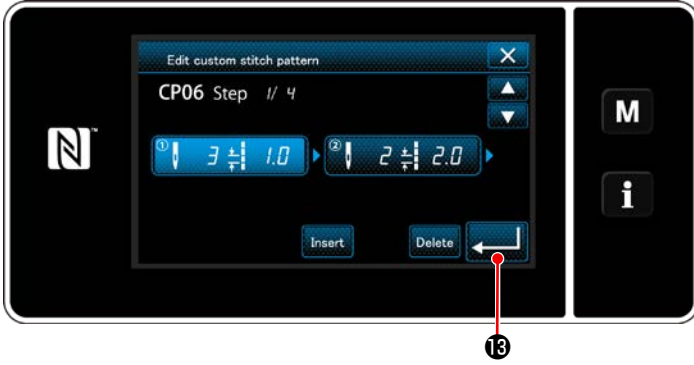 Edit custom stitch pattern
CP06 Step 1/ 4
① 3 1.0 ② 2 2.0
Insert Delete
M
i
N
⓭